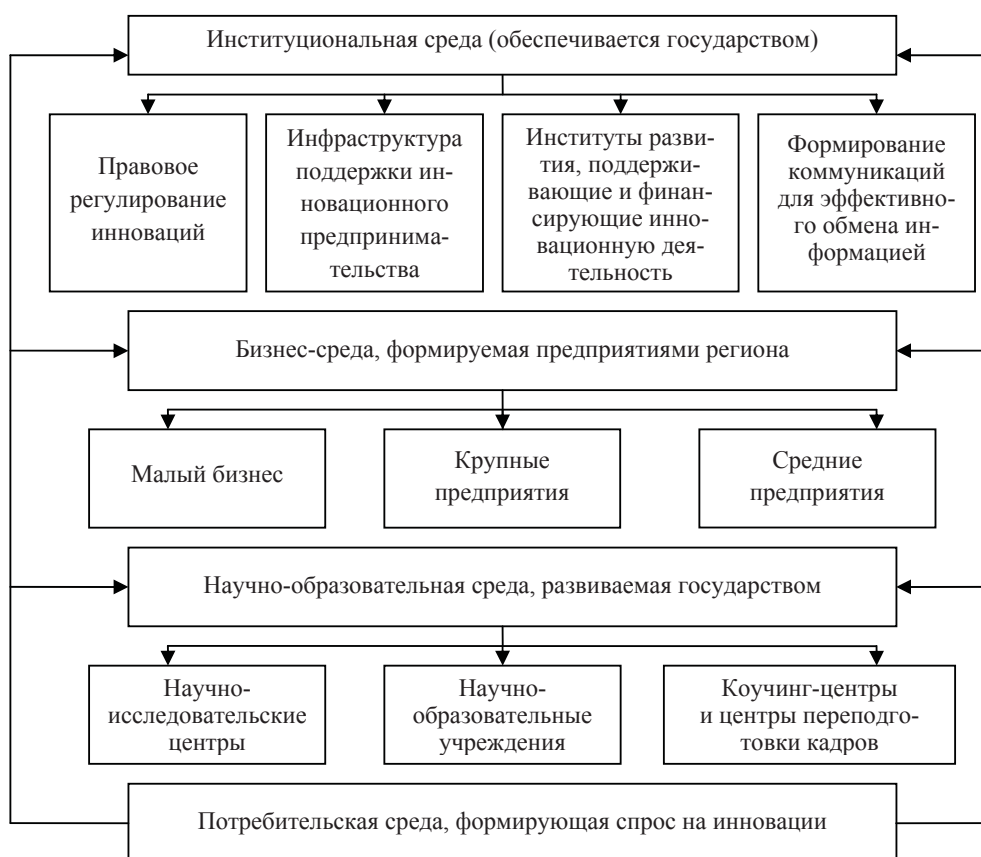 Институциональная среда (обеспечивается государством)
Правовое
регулирование
инноваций
Инфраструктура
поддержки ин-
новационного
предпринима-
тельства
Институты разви-
тия, поддержи-
вающие и финан-
сирующие инно-
вационную дея-
тельность
Формирование
коммуникаций
для эффективно-
го обмена ин-
формацией
Бизнес-среда, формируемая предприятиями региона
Малый бизнес
Крупные
предприятия
Средние
предприятия
Научно-образовательная среда, развиваемая государством
Научно-
исследовательские
центры
Научно-
образовательные
учреждения
Коучинг-центры
и центры переподго-
товки кадров
Потребительская среда, формирующая спрос на инновации